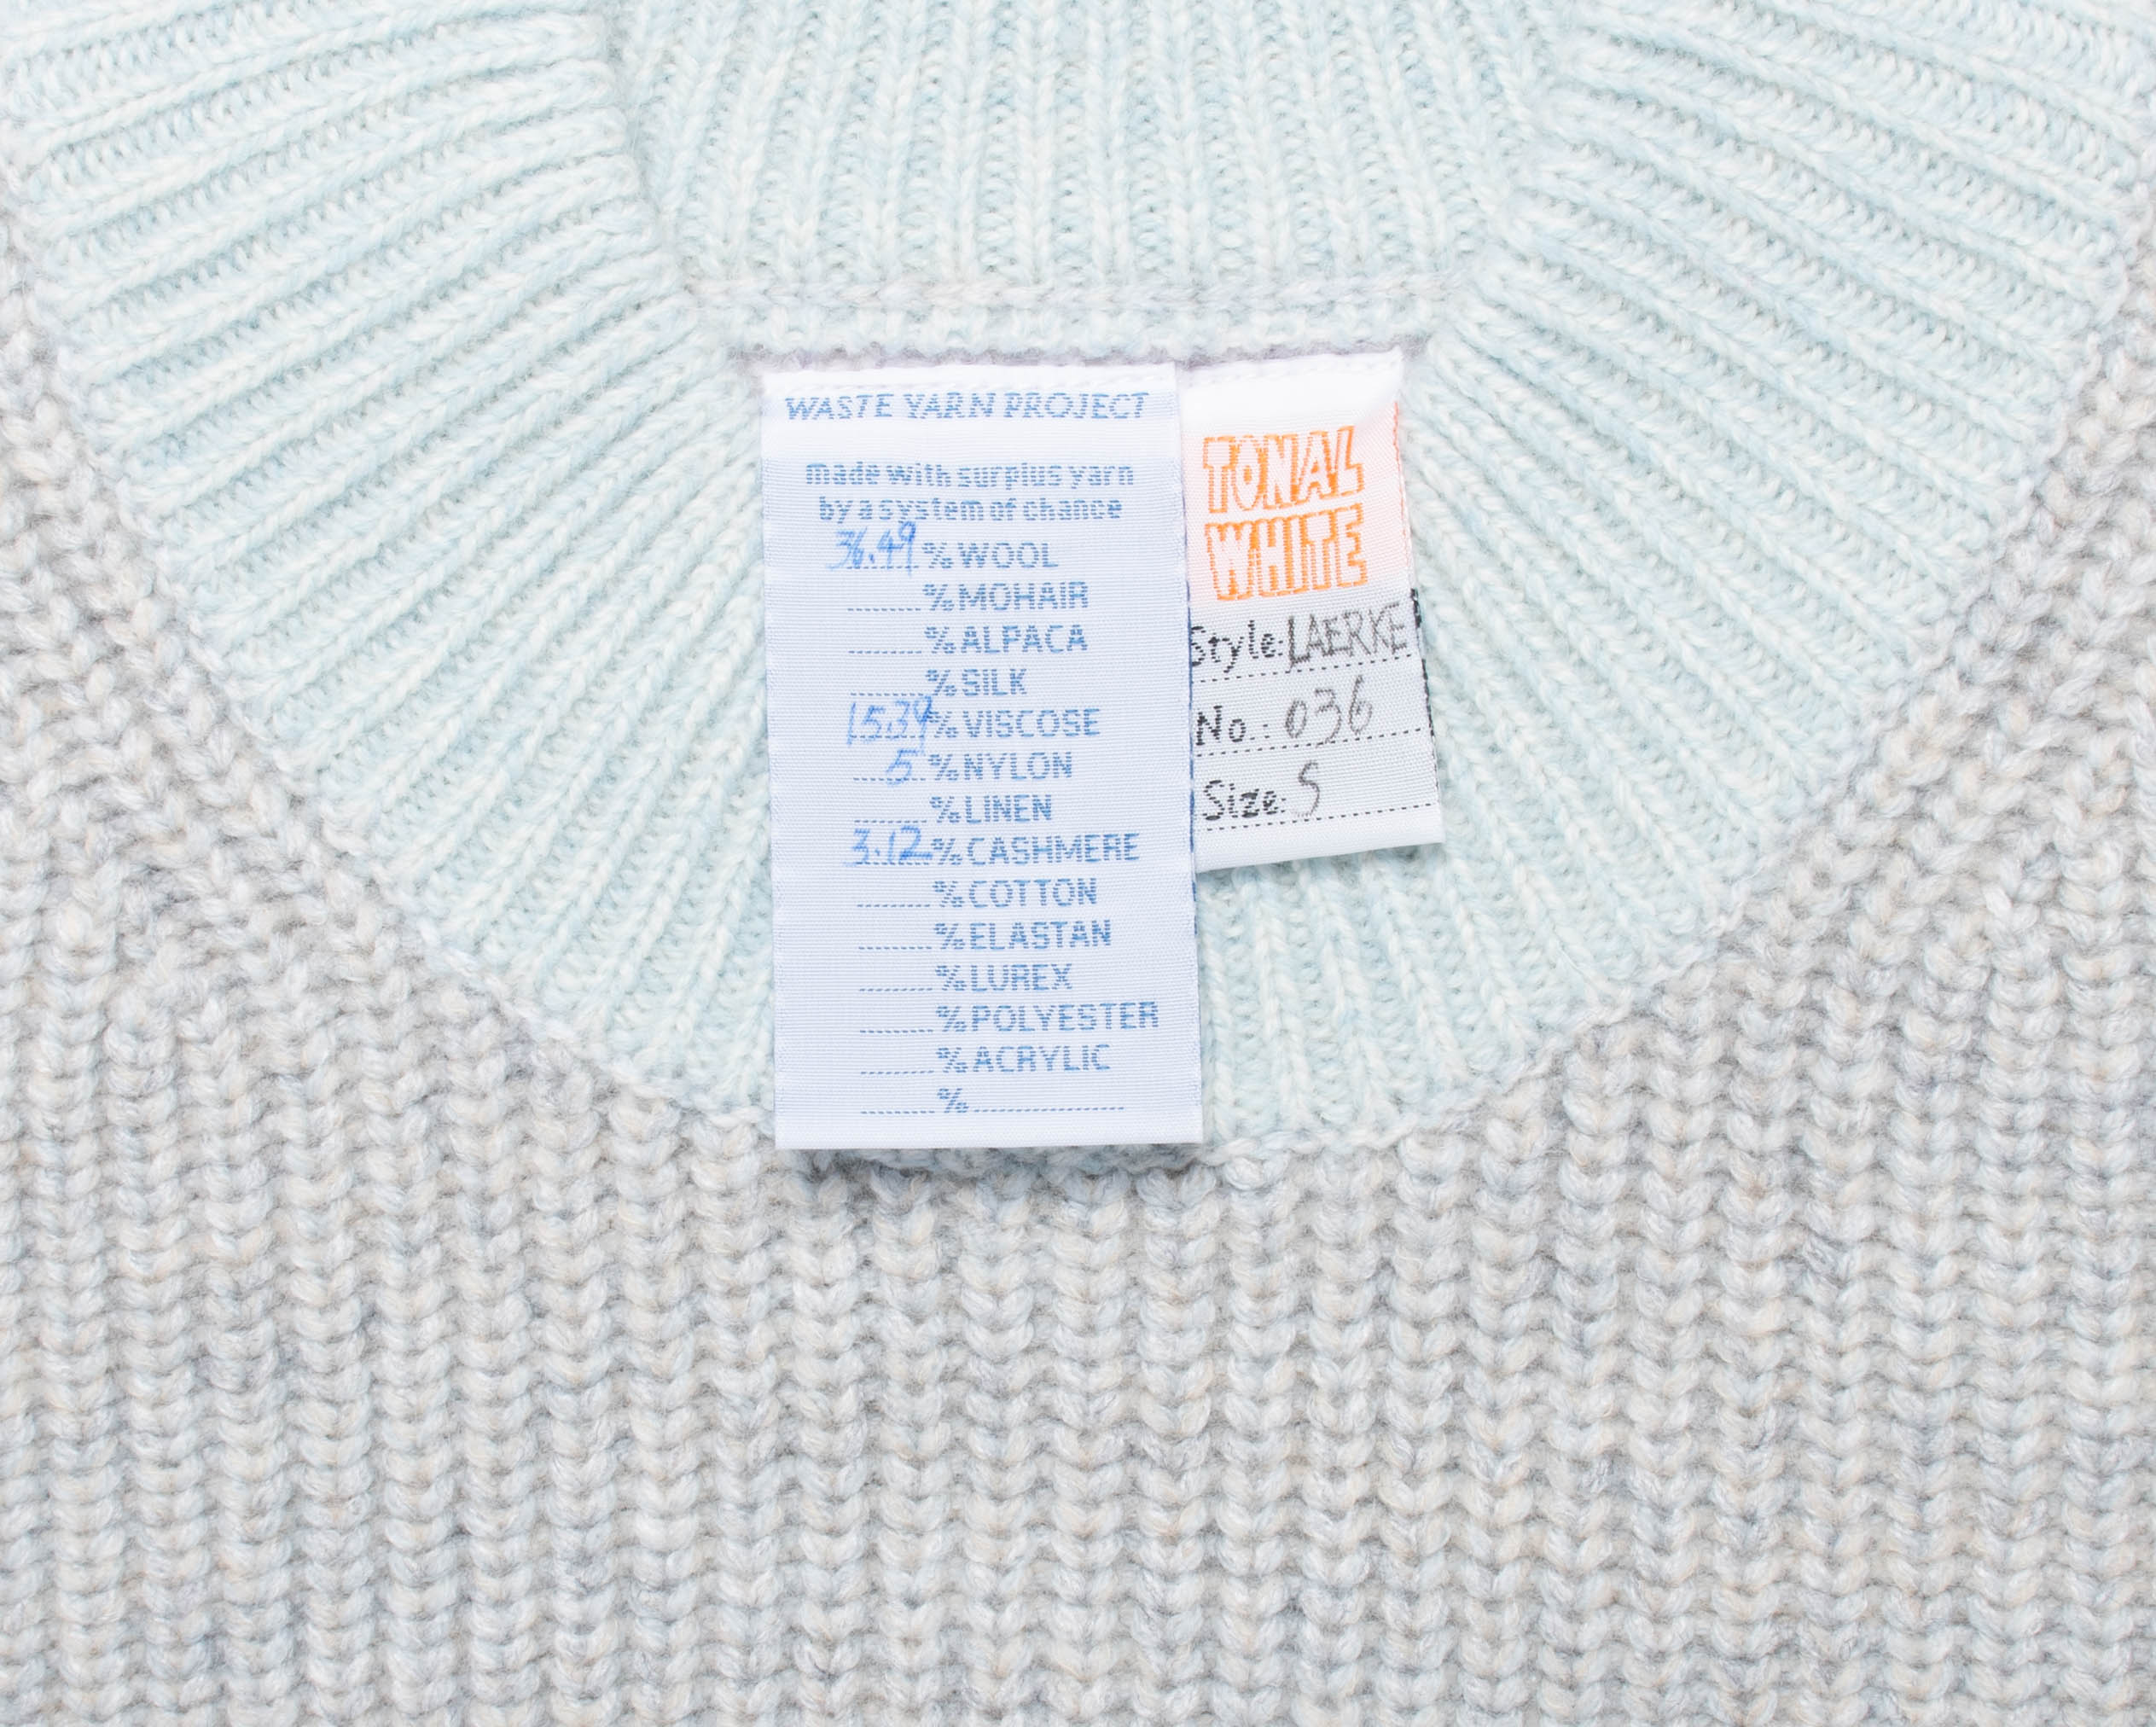 WASTE YARN PROJECT
made with surplus yarn
by a system of chance
36.49 % WOOL
........ % MOHAIR
........ % ALPACA
........ % SILK
15.39 % VISCOSE
5 % NYLON
........ % LINEN
3.12 % CASHMERE
........ % COTTON
........ % ELASTAN
........ % LUREX
........ % POLYESTER
........ % ACRYLIC
........ % ................
TONAL
WHITE
Style: LAERKE
No.: 036
Size: S